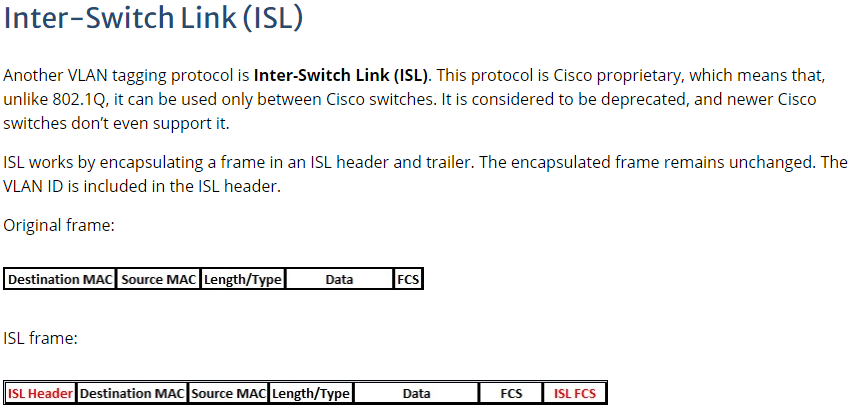 Inter-Switch Link (ISL)
Another VLAN tagging protocol is Inter-Switch Link (ISL). This protocol is Cisco proprietary, which means that,
unlike 802.1Q, it can be used only between Cisco switches. It is considered to be deprecated, and newer Cisco
switches don’t even support it.
ISL works by encapsulating a frame in an ISL header and trailer. The encapsulated frame remains unchanged. The
VLAN ID is included in the ISL header.
Original frame:
Destination MAC Source MAC Length/Type Data FCS
ISL frame:
ISL Header Destination MAC Source MAC Length/Type Data FCS ISL FCS